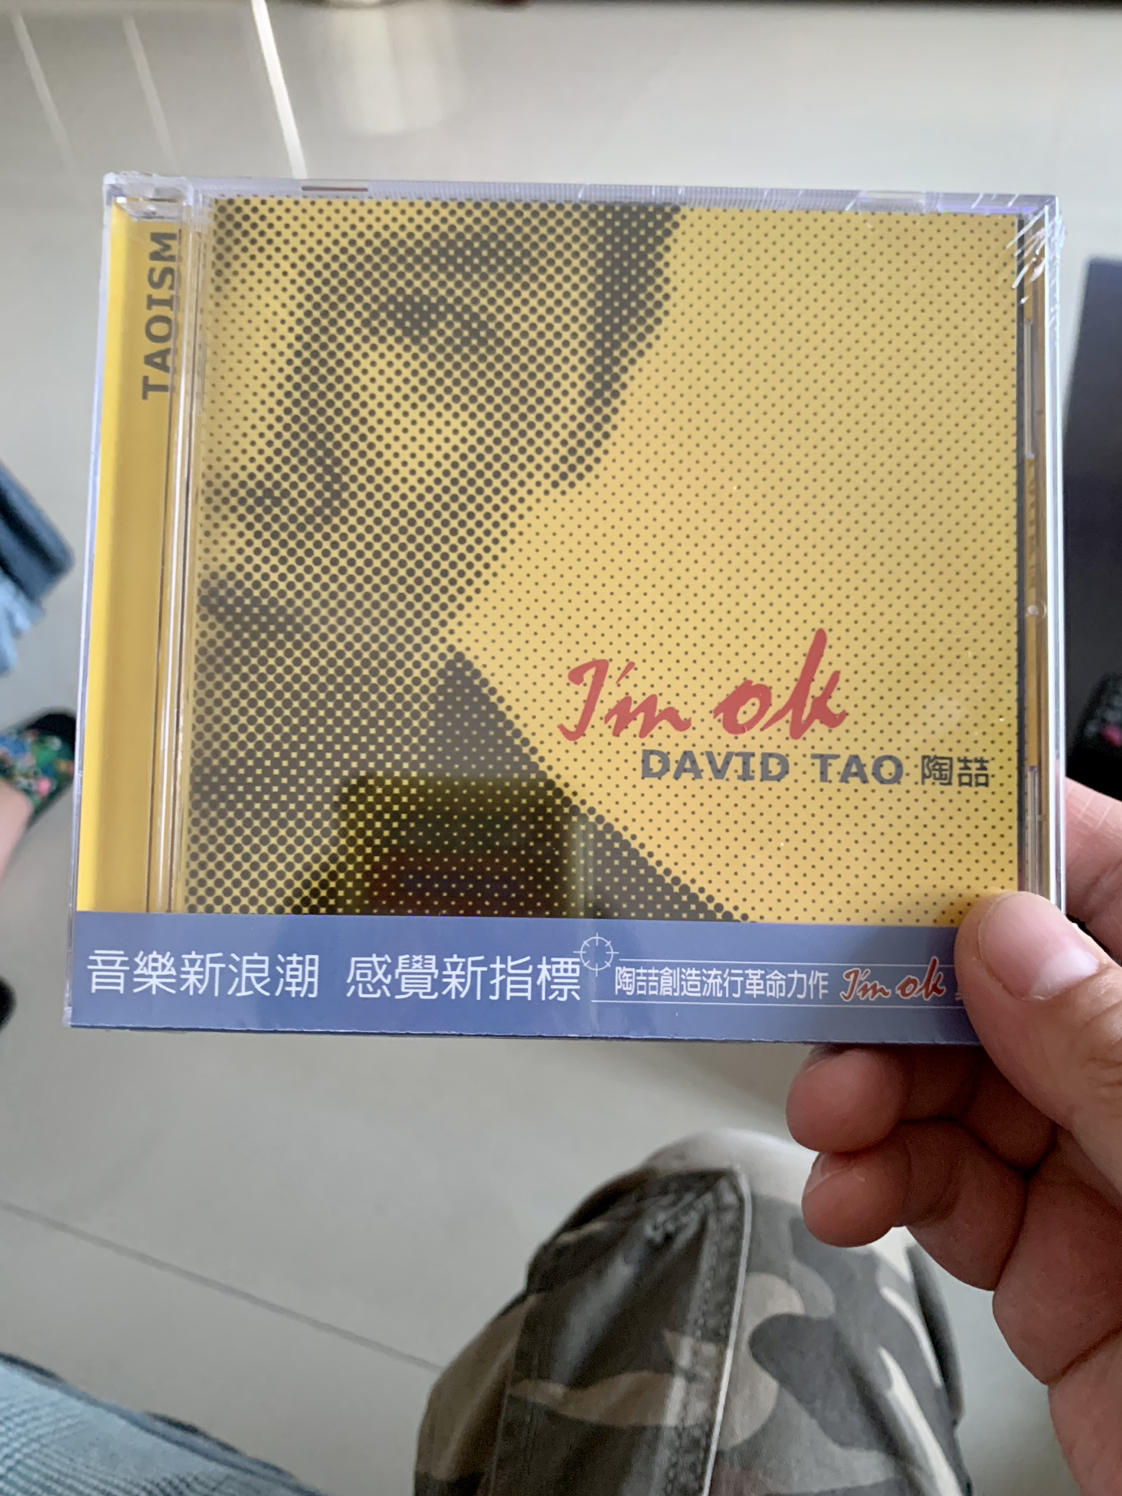 TAOISM
I'm ok
DAVID TAO 陶喆
音樂新浪潮 感覺新指標
陶喆創造流行革命力作 I'm ok